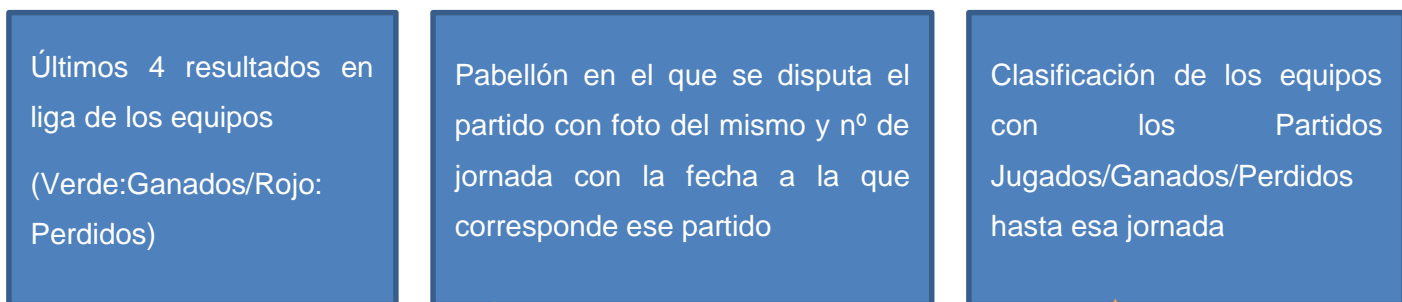 Últimos 4 resultados en
liga de los equipos
(Verde:Ganados/Rojo:
Perdidos)
Pabellón en el que se disputa el
partido con foto del mismo y nº de
jornada con la fecha a la que
corresponde ese partido
Clasificación de los equipos
con los Partidos
Jugados/Ganados/Perdidos
hasta esa jornada